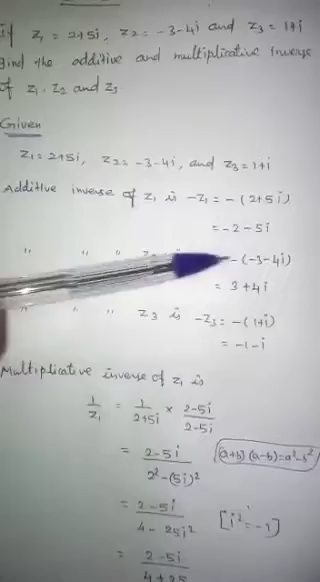 If z₁ = 2+5i, z₂ = -3-4i and z₃ = 1+i
find the additive and multiplicative inverse
of z₁. z₂ and z₃
Given
z₁ = 2+5i, z₂ = -3-4i, and z₃ = 1+i
Additive inverse of z₁ is -z₁ = -(2+5i)
= -2-5i
" " " -(-3-4i)
= 3+4i
" " z₃ is -z₃ = -(1+i)
= -1-i
Multiplicative inverse of z₁ is
1/z₁ = 1/2+5i × 2-5i/2-5i
= 2-5i/2²-(5i)² (a+b)(a-b)=a²-b²
= 2-5i/4-25i² [i²=-1]
= 2-5i/4+25